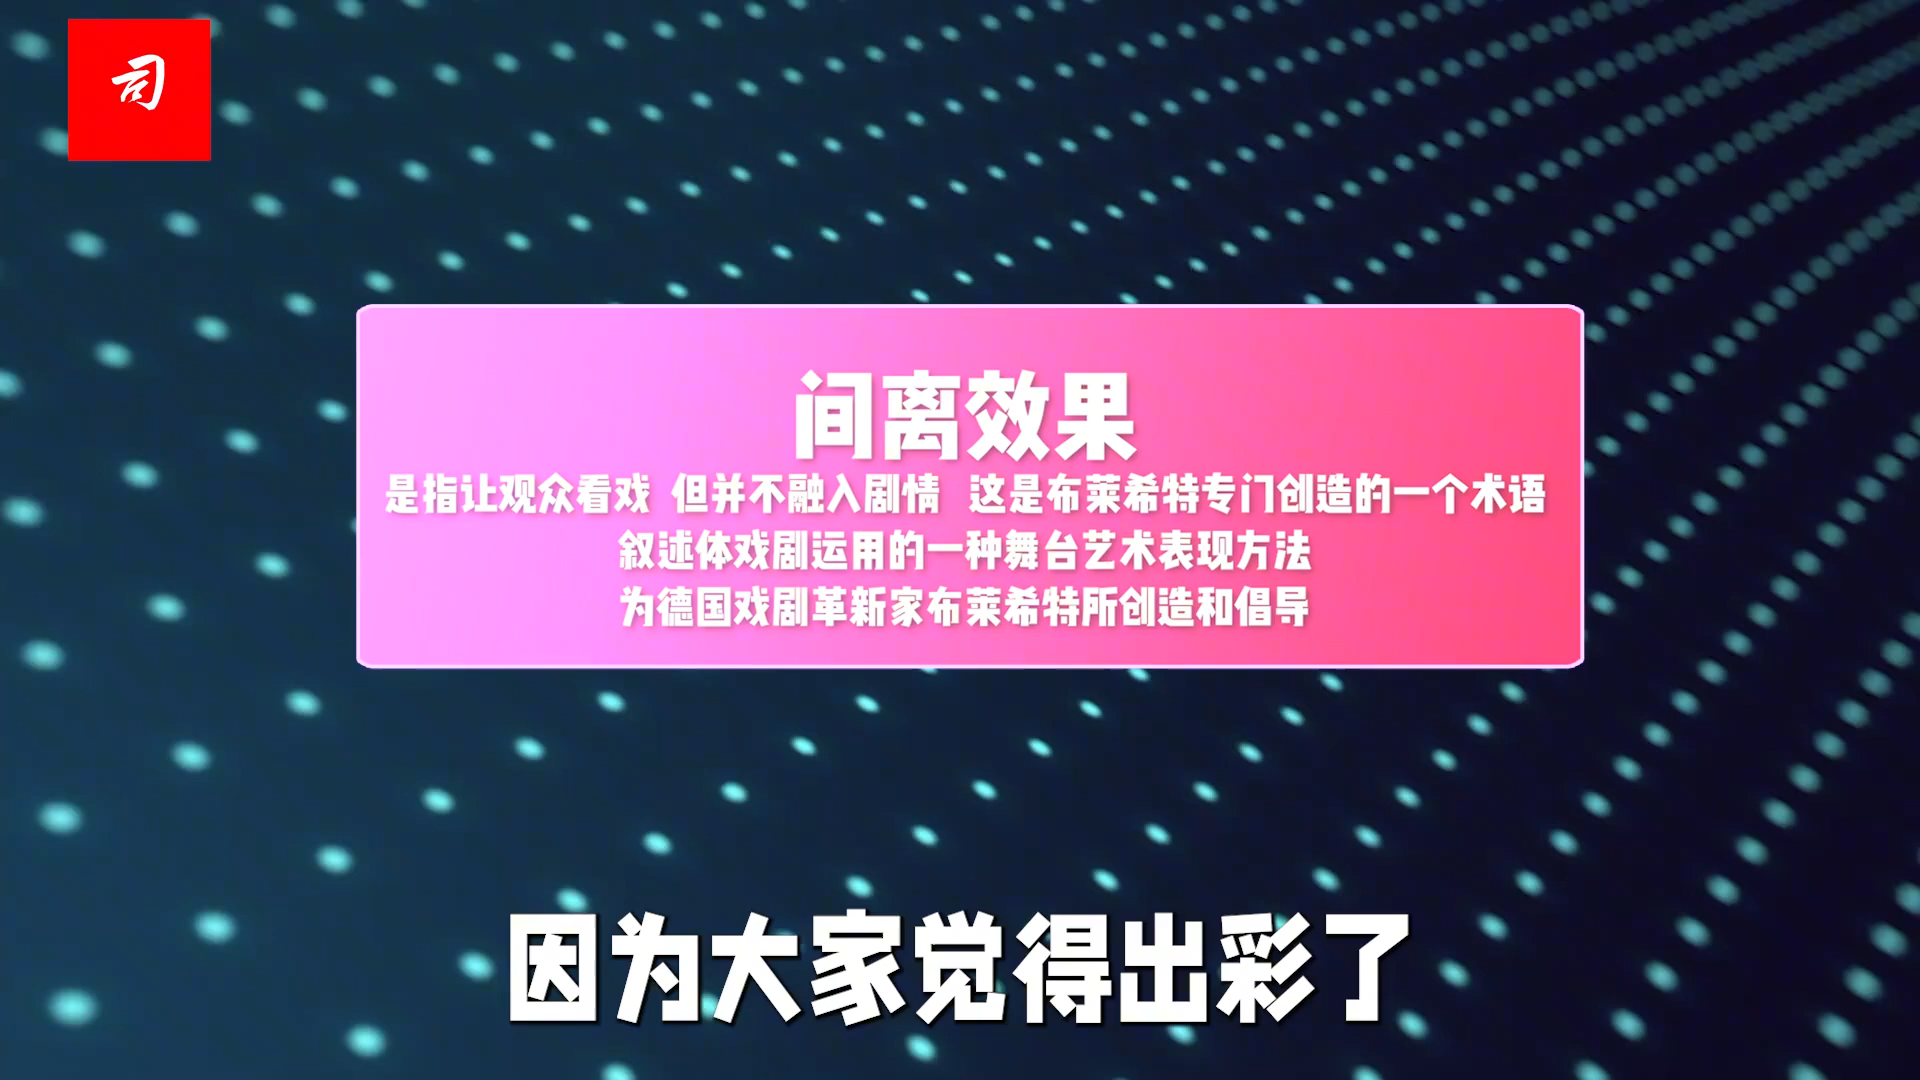 司
间离效果
是指让观众看戏 但并不融入剧情 这是布莱希特专门创造的一个术语
叙述体戏剧运用的一种舞台艺术表现方法
为德国戏剧革新家布莱希特所创造和倡导
因为大家觉得出彩了